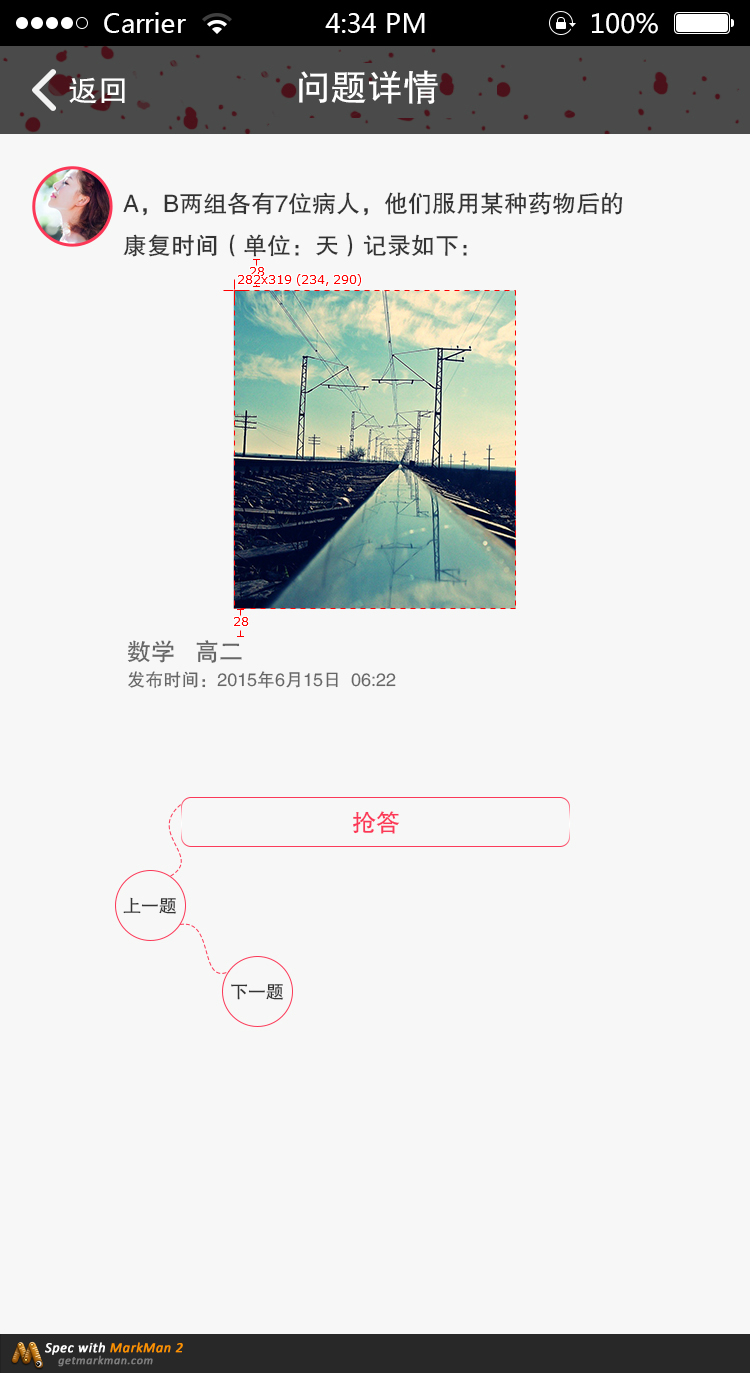 Carrier 4:34 PM 100%
返回 问题详情
A，B两组各有7位病人，他们服用某种药物后的
康复时间（单位：天）记录如下：
28
282x319 (234, 290)
28
数学 高二
发布时间：2015年6月15日 06:22
抢答
上一题
下一题
Spec with MarkMan 2
getmarkman.com